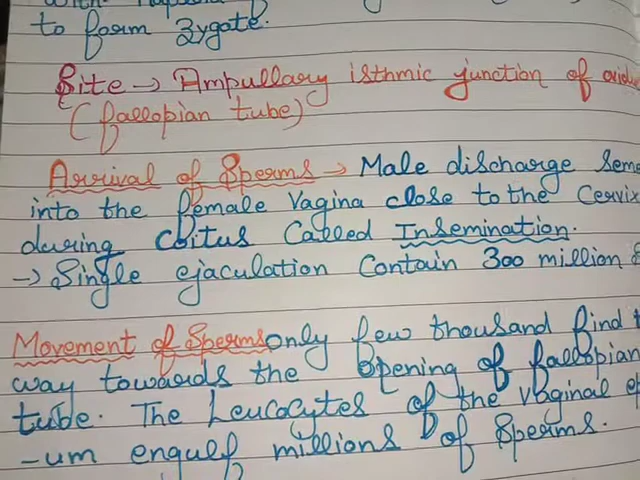 to form Zygate.
Site → Ampullary isthmic junction of
(fallopian tube)
Arrival of Sperms → Male discharge Seme
into the female Vagina close to the Cervix
during Coitus Called Insemination.
→ Single ejaculation Contain 300 million
Movement of Sperms only few thousand find t
way towards the Opening of fallopian
tube. The Leucocytes of the vaginal
-um engulf millions of Sperms.